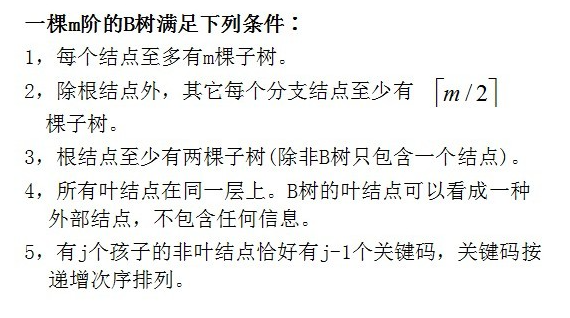 一棵m阶的B树满足下列条件：
1，每个结点至多有m棵子树。
2，除根结点外，其它每个分支结点至少有 ⌈m/2⌉
棵子树。
3，根结点至少有两棵子树(除非B树只包含一个结点)。
4，所有叶结点在同一层上。B树的叶结点可以看成一种
外部结点，不包含任何信息。
5，有j个孩子的非叶结点恰好有j-1个关键码，关键码按
递增次序排列。